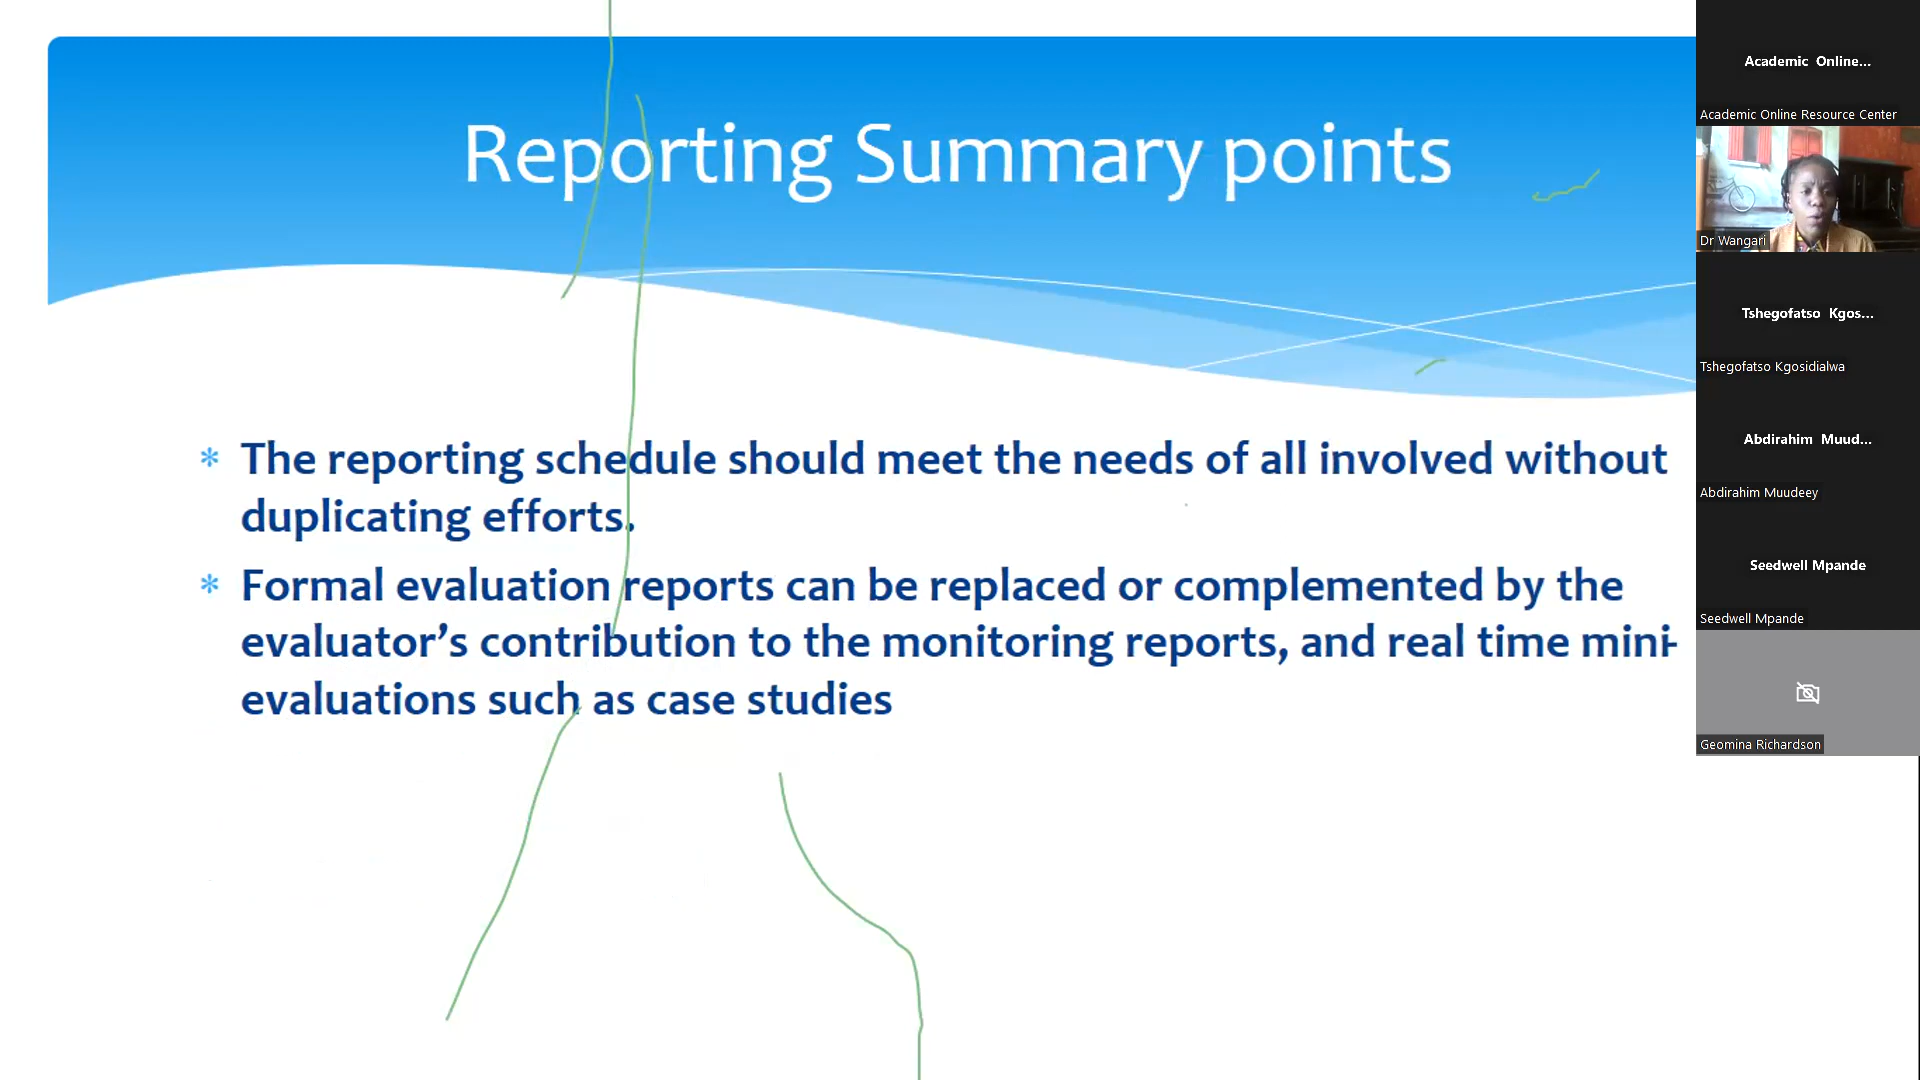 Reporting Summary points
* The reporting schedule should meet the needs of all involved without
duplicating efforts.
* Formal evaluation reports can be replaced or complemented by the
evaluator’s contribution to the monitoring reports, and real time mini-
evaluations such as case studies
Academic Online...
Academic Online Resource Center
Dr Wangari
Tshegofatso Kgos...
Tshegofatso Kgosidialwa
Abdirahim Muud...
Abdirahim Muudeey
Seedwell Mpande
Seedwell Mpande
Geomina Richardson